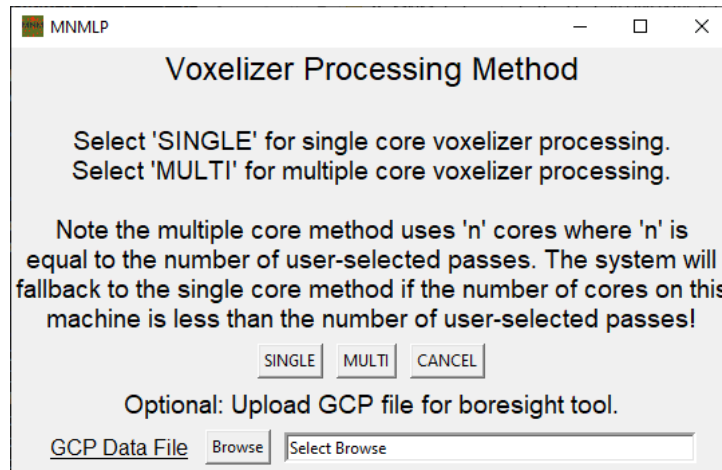 MNMLP
Voxelizer Processing Method
Select 'SINGLE' for single core voxelizer processing.
Select 'MULTI' for multiple core voxelizer processing.
Note the multiple core method uses 'n' cores where 'n' is
equal to the number of user-selected passes. The system will
fallback to the single core method if the number of cores on this
machine is less than the number of user-selected passes!
SINGLE MULTI CANCEL
Optional: Upload GCP file for boresight tool.
GCP Data File Browse Select Browse